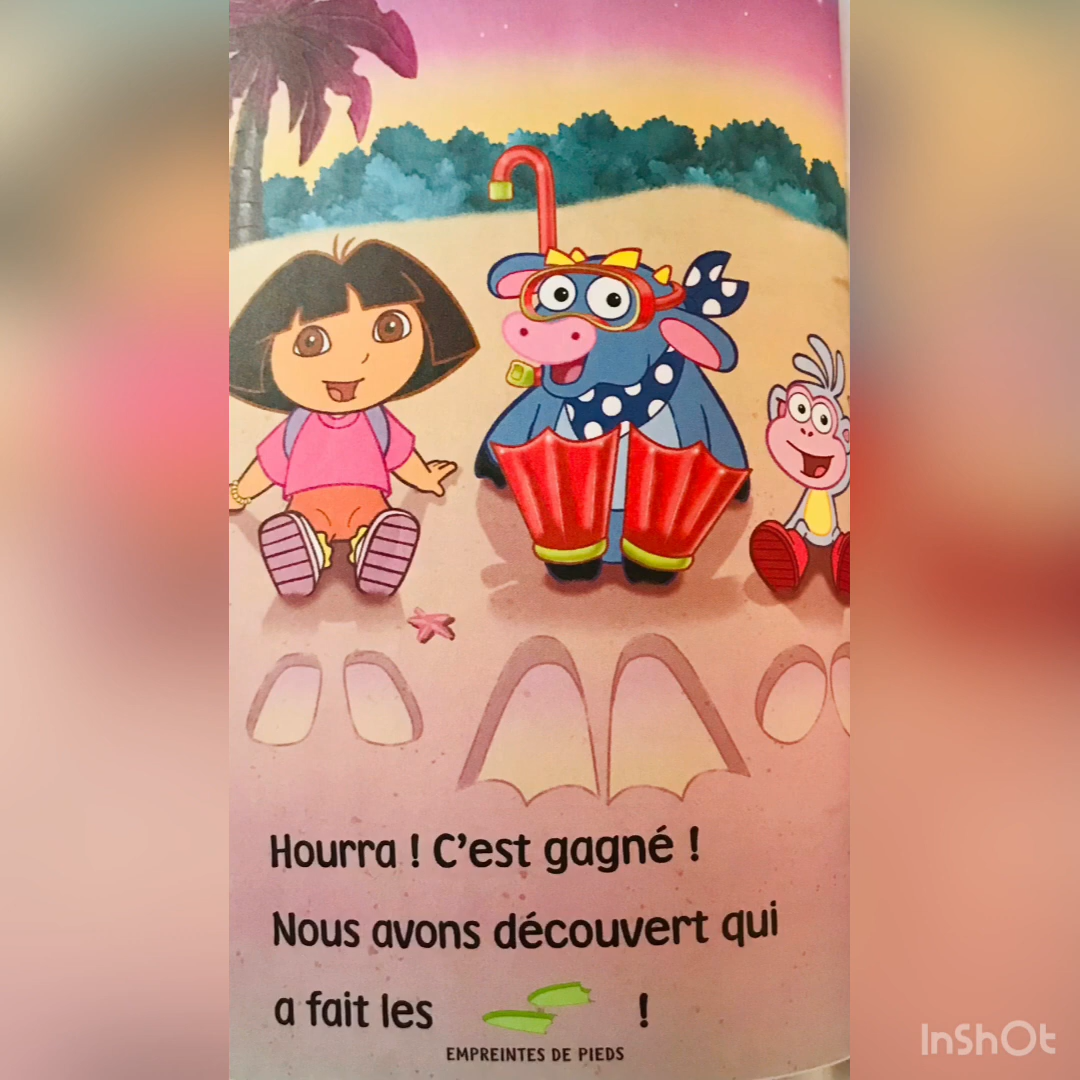 Hourra ! C'est gagné !
Nous avons découvert qui
a fait les !
EMPREINTES DE PIEDS
InShOt